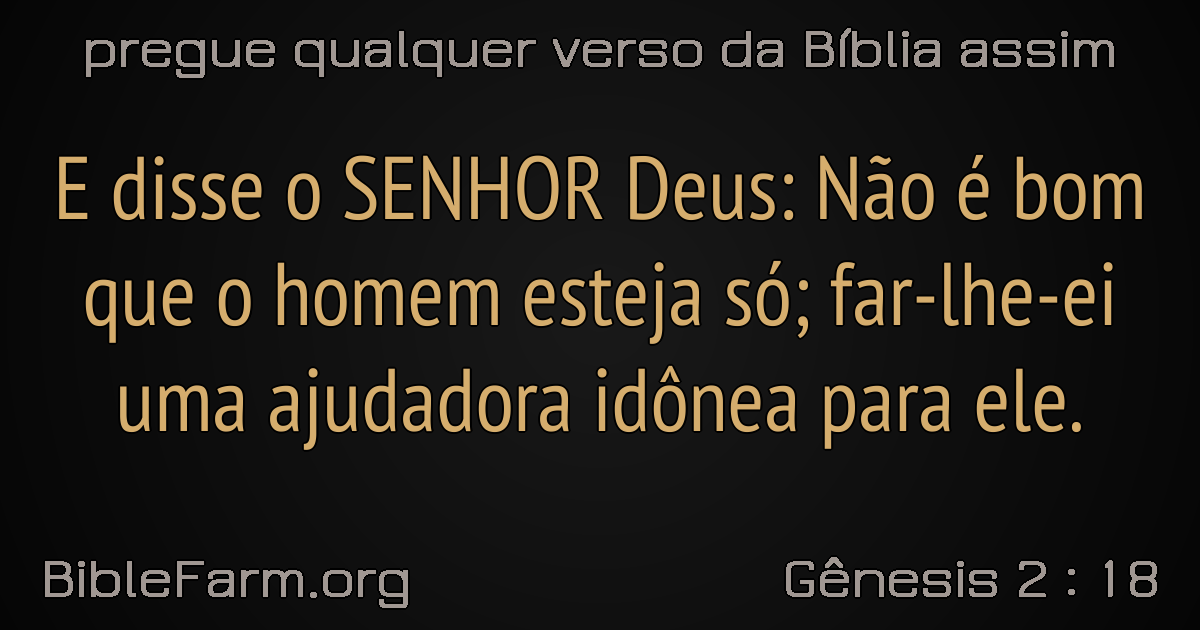 pregue qualquer verso da Bíblia assim
E disse o SENHOR Deus: Não é bom
que o homem esteja só; far-lhe-ei
uma ajudadora idônea para ele.
BibleFarm.org
Gênesis 2 : 18